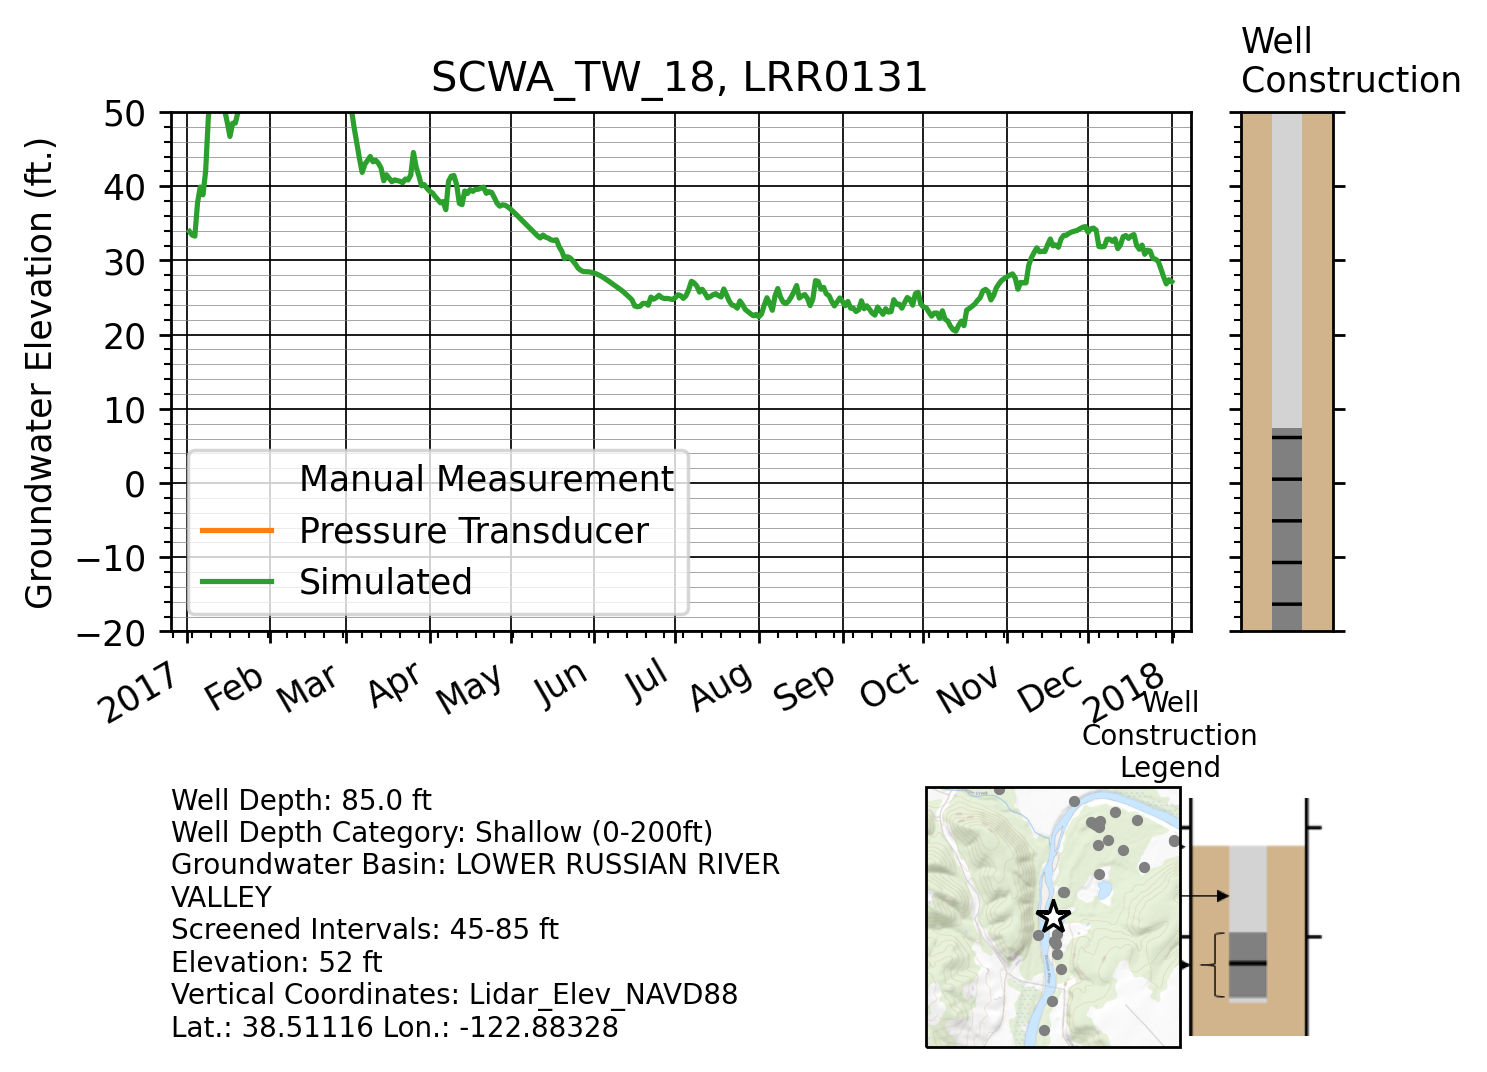 Well
Construction
SCWA_TW_18, LRR0131
Groundwater Elevation (ft.)
50
40
30
20
10
0
−10
−20
Manual Measurement
Pressure Transducer
Simulated
2017
Feb
Mar
Apr
May
Jun
Jul
Aug
Sep
Oct
Nov
Dec
2018
Well
Construction
Legend
Well Depth: 85.0 ft
Well Depth Category: Shallow (0-200ft)
Groundwater Basin: LOWER RUSSIAN RIVER
VALLEY
Screened Intervals: 45-85 ft
Elevation: 52 ft
Vertical Coordinates: Lidar_Elev_NAVD88
Lat.: 38.51116 Lon.: -122.88328